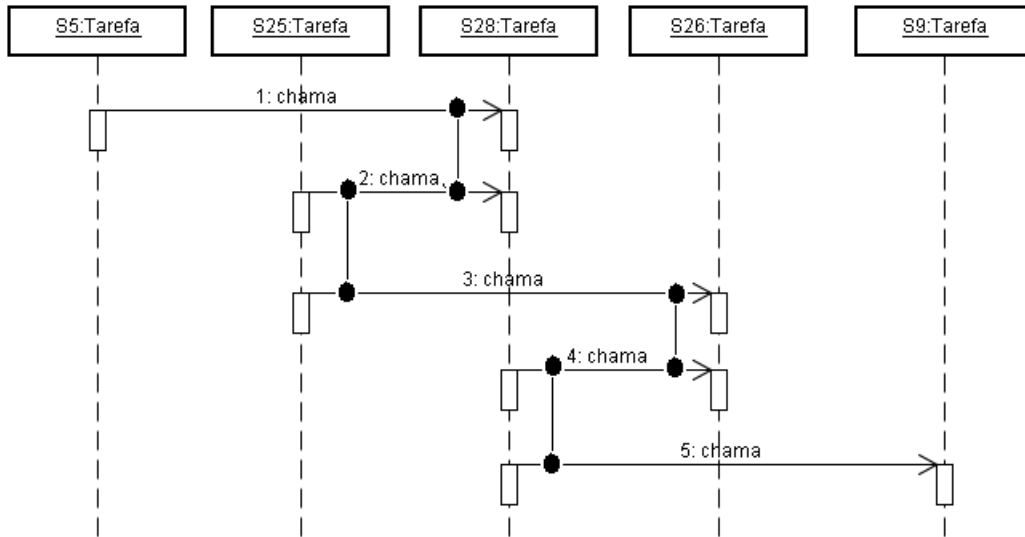 S5:Tarefa S25:Tarefa S28:Tarefa S26:Tarefa S9:Tarefa
1: chama
2: chama
3: chama
4: chama
5: chama